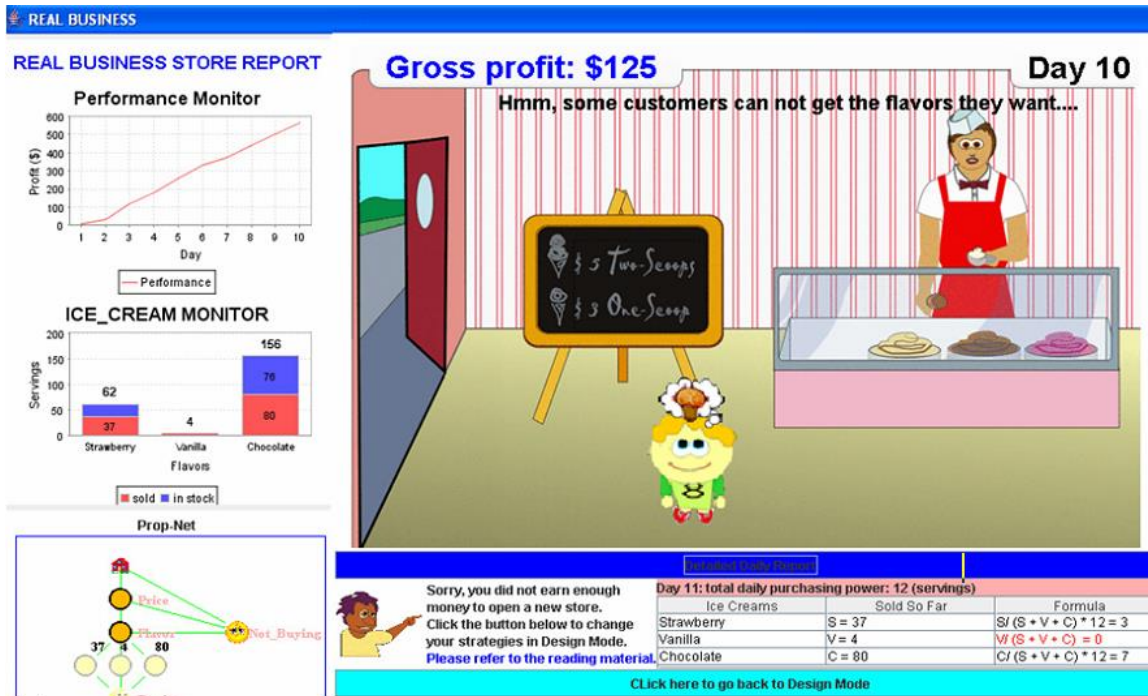 REAL BUSINESS
REAL BUSINESS STORE REPORT
Performance Monitor
600
500
400
300
200
100
0
Profit ($)
1 2 3 4 5 6 7 8 9 10
Day
Performance
ICE_CREAM MONITOR
200
150
100
50
0
Servings
62
37
4
156
76
80
Strawberry Vanilla Chocolate
Flavors
sold in stock
Prop-Net
Price
Flavor
Not_Buying
37 4 80
Gross profit: $125
Day 10
Hmm, some customers can not get the flavors they want....
$ 5 Two-Scoops
$ 3 One-Scoop
8
Detailed Daily Report
Sorry, you did not earn enough
money to open a new store.
Click the button below to change
your strategies in Design Mode.
Please refer to the reading material.
Day 11: total daily purchasing power: 12 (servings)
Ice Creams Sold So Far Formula
Strawberry S = 37 S/ (S + V + C) * 12 = 3
Vanilla V = 4 V/ (S + V + C) = 0
Chocolate C = 80 C/ (S + V + C) * 12 = 7
CLick here to go back to Design Mode